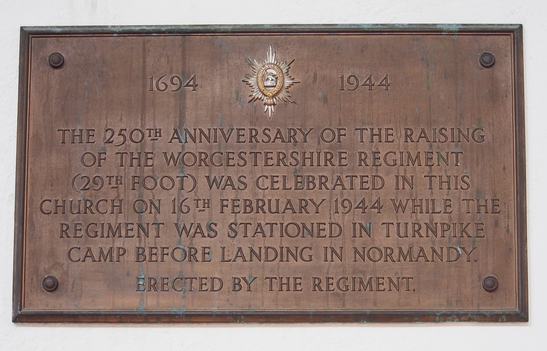 1694 1944
THE 250TH ANNIVERSARY OF THE RAISING
OF THE WORCESTERSHIRE REGIMENT
(29TH FOOT) WAS CELEBRATED IN THIS
CHURCH ON 16TH FEBRUARY 1944 WHILE THE
REGIMENT WAS STATIONED IN TURNPIKE
CAMP BEFORE LANDING IN NORMANDY.
ERECTED BY THE REGIMENT.